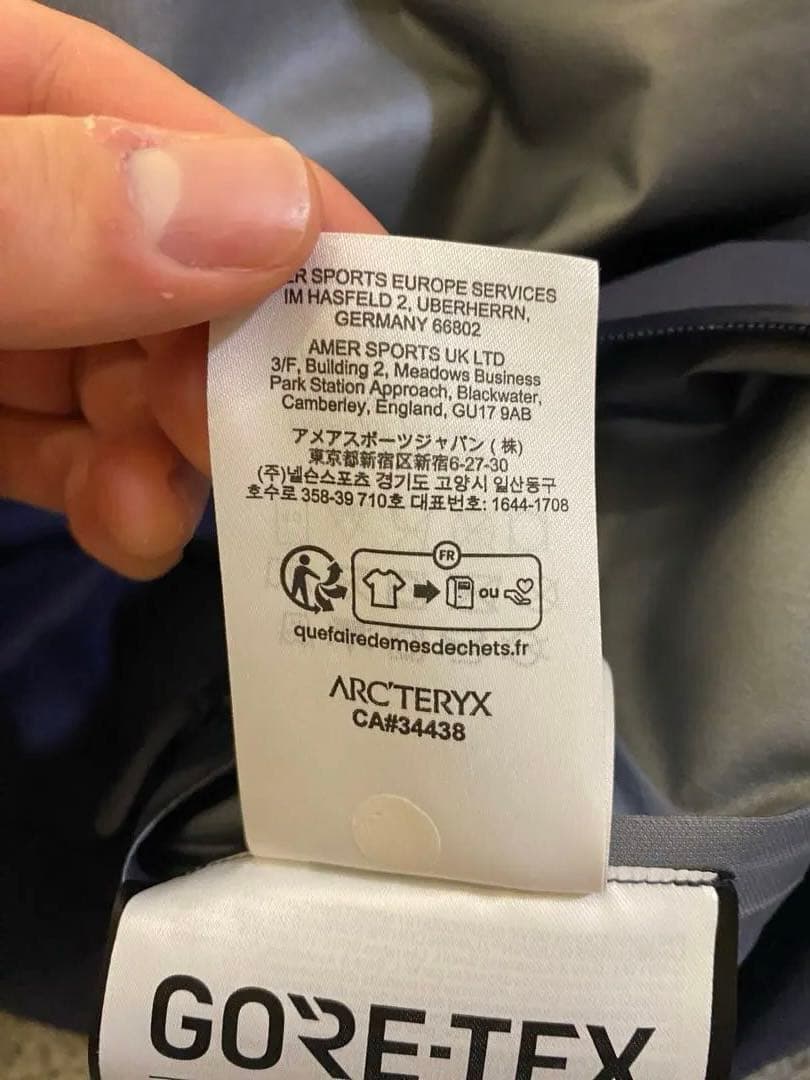 ER SPORTS EUROPE SERVICES
IM HASFELD 2, UBERHERRN,
GERMANY 66802
AMER SPORTS UK LTD
3/F, Building 2, Meadows Business
Park Station Approach, Blackwater,
Camberley, England, GU17 9AB
アメアスポーツジャパン ( 株)
東京都新宿区新宿6-27-30
(주)넬슨스포츠 경기도 고양시 일산동구
호수로 358-39 710호 대표번호: 1644-1708
FR
ou
quefairedemesdechets.fr
ARC'TERYX
CA#34438
GORE-TEX